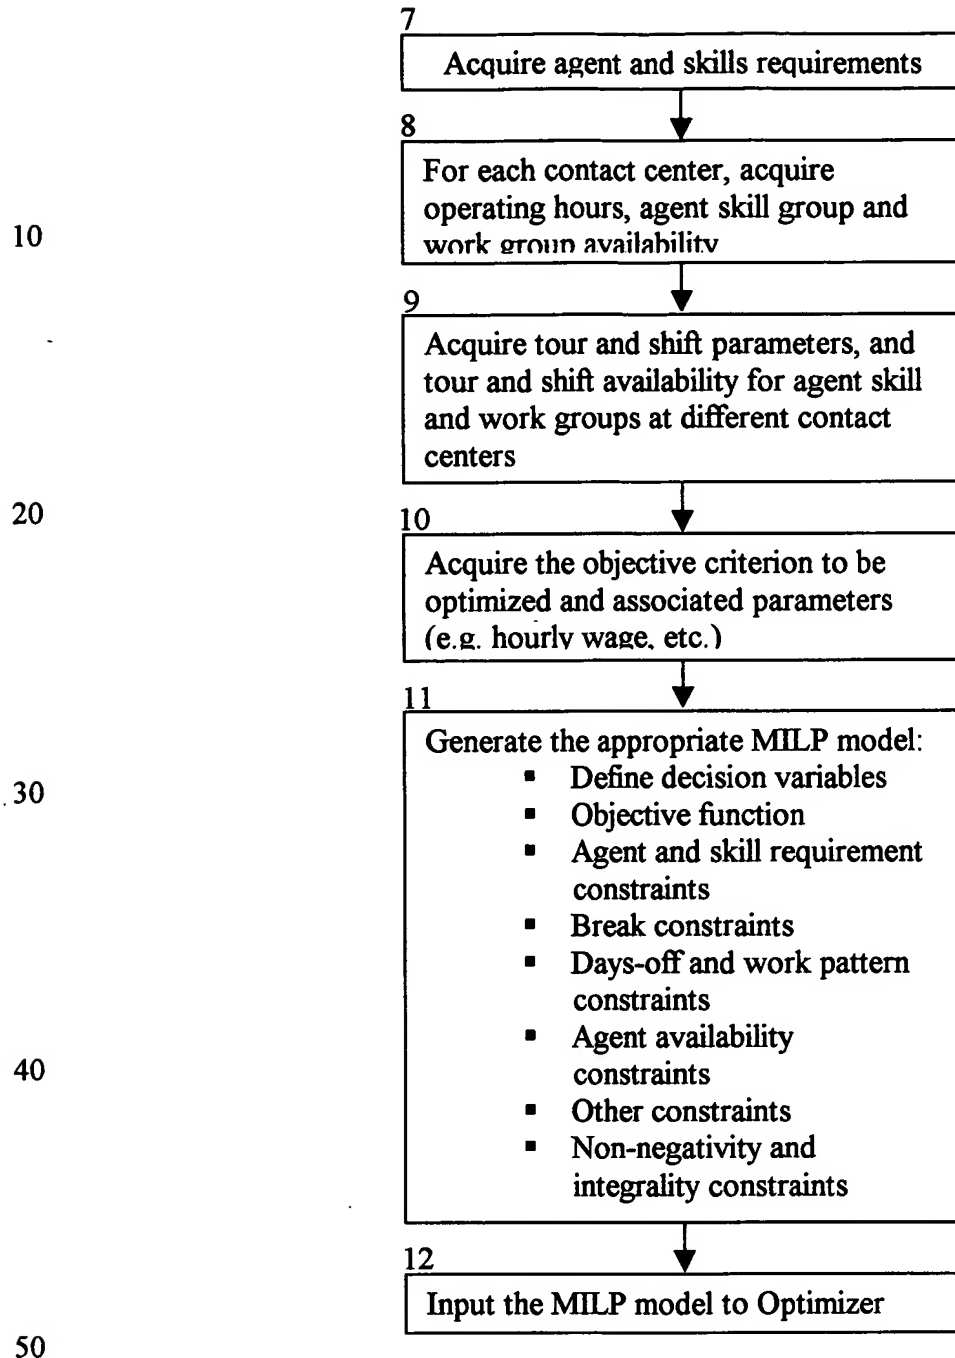 7
Acquire agent and skills requirements
8
For each contact center, acquire
operating hours, agent skill group and
work group availability
10
9
Acquire tour and shift parameters, and
tour and shift availability for agent skill
and work groups at different contact
centers
20
10
Acquire the objective criterion to be
optimized and associated parameters
(e.g. hourly wage, etc.)
11
Generate the appropriate MILP model:
▪ Define decision variables
30
▪ Objective function
▪ Agent and skill requirement
constraints
▪ Break constraints
▪ Days-off and work pattern
constraints
▪ Agent availability
constraints
40
▪ Other constraints
▪ Non-negativity and
integrality constraints
12
Input the MILP model to Optimizer
50